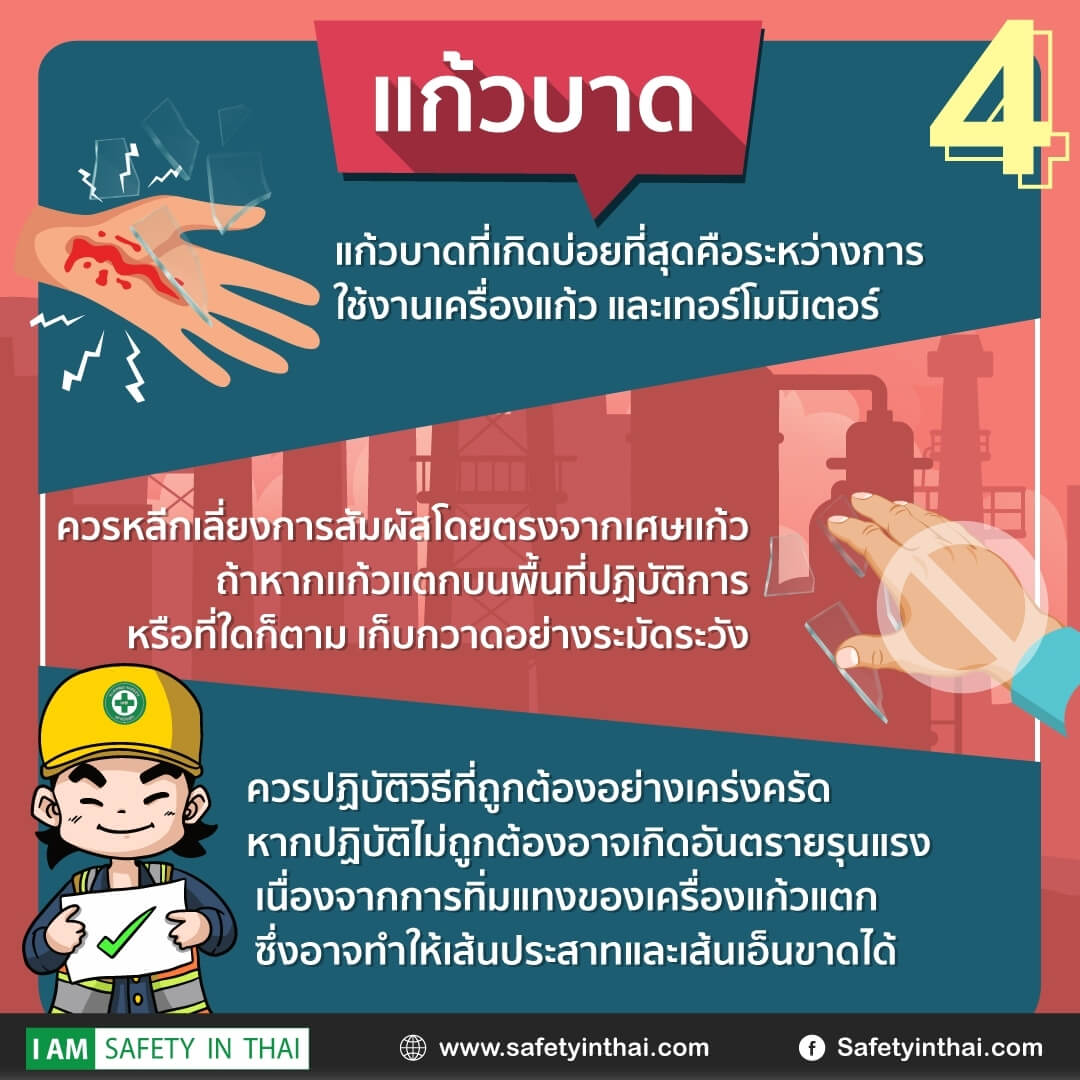 แก้วบาด
4
แก้วบาดที่เกิดบ่อยที่สุดคือระหว่างการ
ใช้งานเครื่องแก้ว และเทอร์โมมิเตอร์
ควรหลีกเลี่ยงการสัมผัสโดยตรงจากเศษแก้ว
ถ้าหากแก้วแตกบนพื้นที่ปฏิบัติการ
หรือที่ใดก็ตาม เก็บกวาดอย่างระมัดระวัง
ควรปฏิบัติวิธีที่ถูกต้องอย่างเคร่งครัด
หากปฏิบัติไม่ถูกต้องอาจเกิดอันตรายรุนแรง
เนื่องจากการทิ่มแทงของเครื่องแก้วแตก
ซึ่งอาจทำให้เส้นประสาทและเส้นเอ็นขาดได้
I AM SAFETY IN THAI
www.safetyinthai.com
Safetyinthai.com